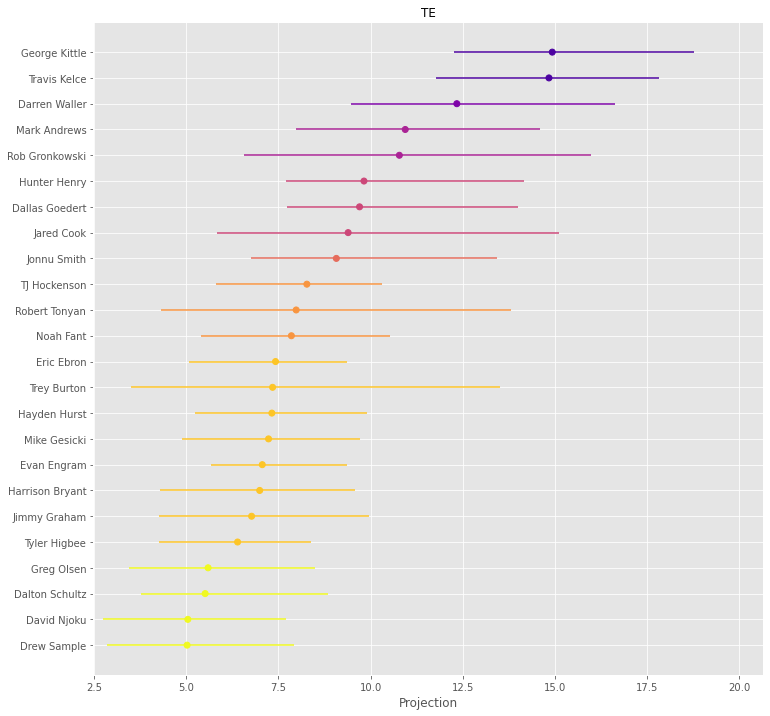 TE
George Kittle
Travis Kelce
Darren Waller
Mark Andrews
Rob Gronkowski
Hunter Henry
Dallas Goedert
Jared Cook
Jonnu Smith
TJ Hockenson
Robert Tonyan
Noah Fant
Eric Ebron
Trey Burton
Hayden Hurst
Mike Gesicki
Evan Engram
Harrison Bryant
Jimmy Graham
Tyler Higbee
Greg Olsen
Dalton Schultz
David Njoku
Drew Sample
2.5 5.0 7.5 10.0 12.5 15.0 17.5 20.0
Projection